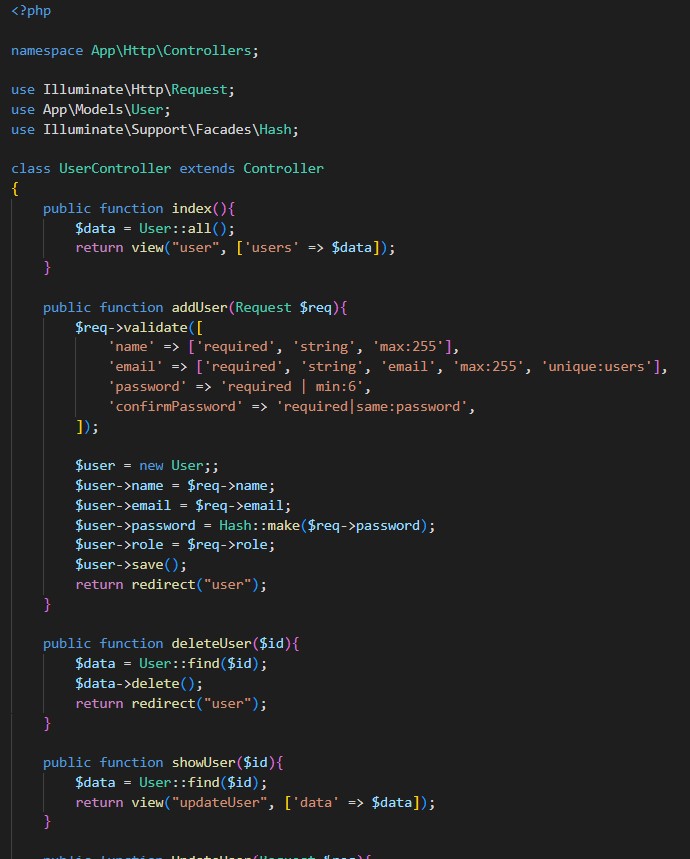 <?php
namespace App\Http\Controllers;
use Illuminate\Http\Request;
use App\Models\User;
use Illuminate\Support\Facades\Hash;
class UserController extends Controller
{
    public function index(){
        $data = User::all();
        return view("user", ['users' => $data]);
    }
    public function addUser(Request $req){
        $req->validate([
            'name' => ['required', 'string', 'max:255'],
            'email' => ['required', 'string', 'email', 'max:255', 'unique:users'],
            'password' => 'required | min:6',
            'confirmPassword' => 'required|same:password',
        ]);
        $user = new User;;
        $user->name = $req->name;
        $user->email = $req->email;
        $user->password = Hash::make($req->password);
        $user->role = $req->role;
        $user->save();
        return redirect("user");
    }
    public function deleteUser($id){
        $data = User::find($id);
        $data->delete();
        return redirect("user");
    }
    public function showUser($id){
        $data = User::find($id);
        return view("updateUser", ['data' => $data]);
    }
    public function UpdateUser(Request $req){